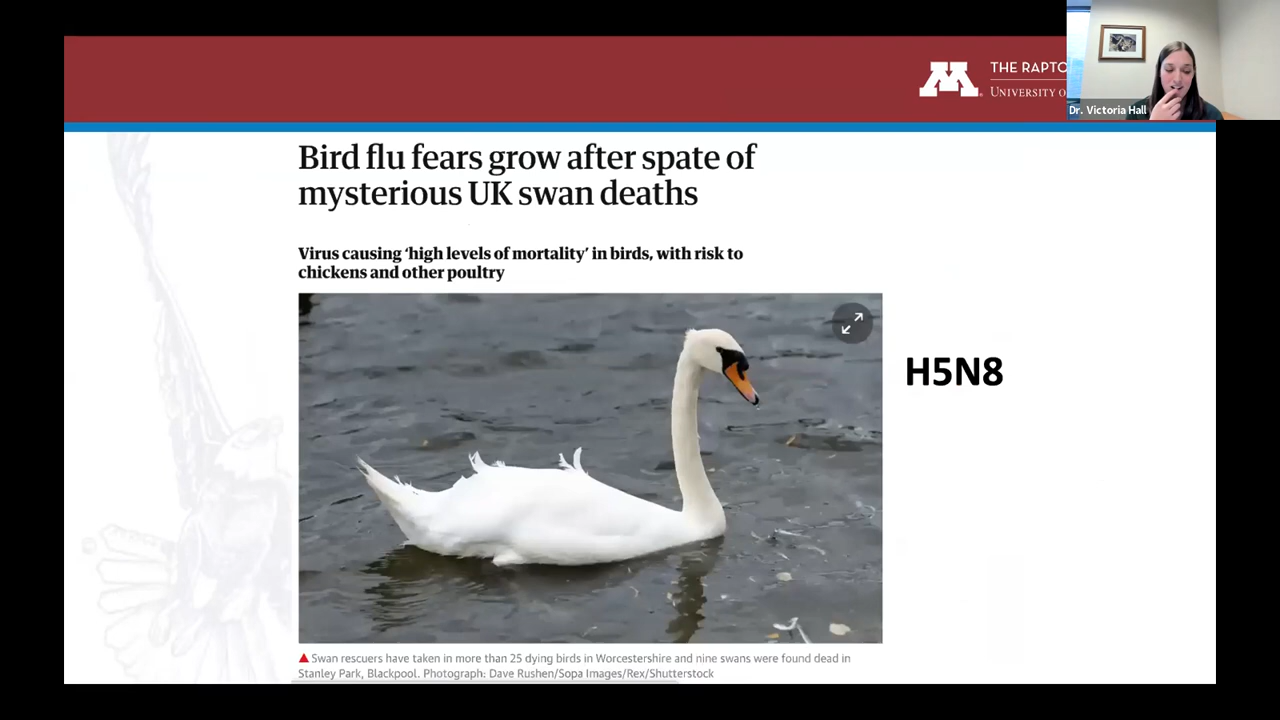 THE RAPTO
UNIVERSITY O
Dr. Victoria Hall
Bird flu fears grow after spate of
mysterious UK swan deaths
Virus causing ‘high levels of mortality’ in birds, with risk to
chickens and other poultry
H5N8
Swan rescuers have taken in more than 25 dying birds in Worcestershire and nine swans were found dead in
Stanley Park, Blackpool. Photograph: Dave Rushen/Sopa Images/Rex/Shutterstock